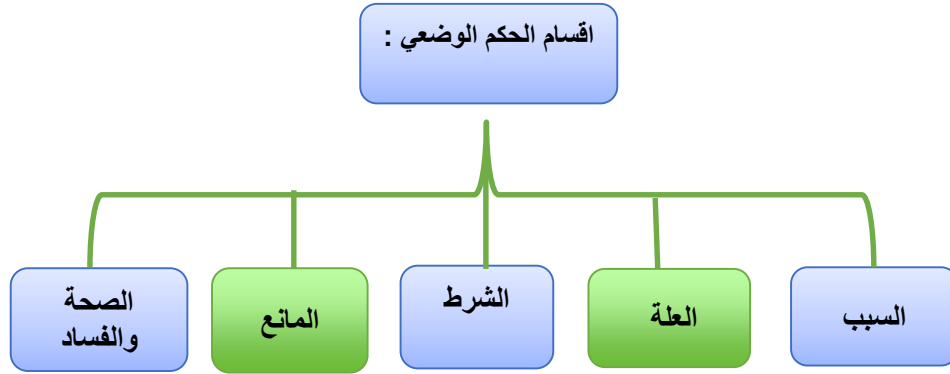 اقسام الحكم الوضعي :
السبب
العلة
الشرط
المانع
الصحة
والفساد